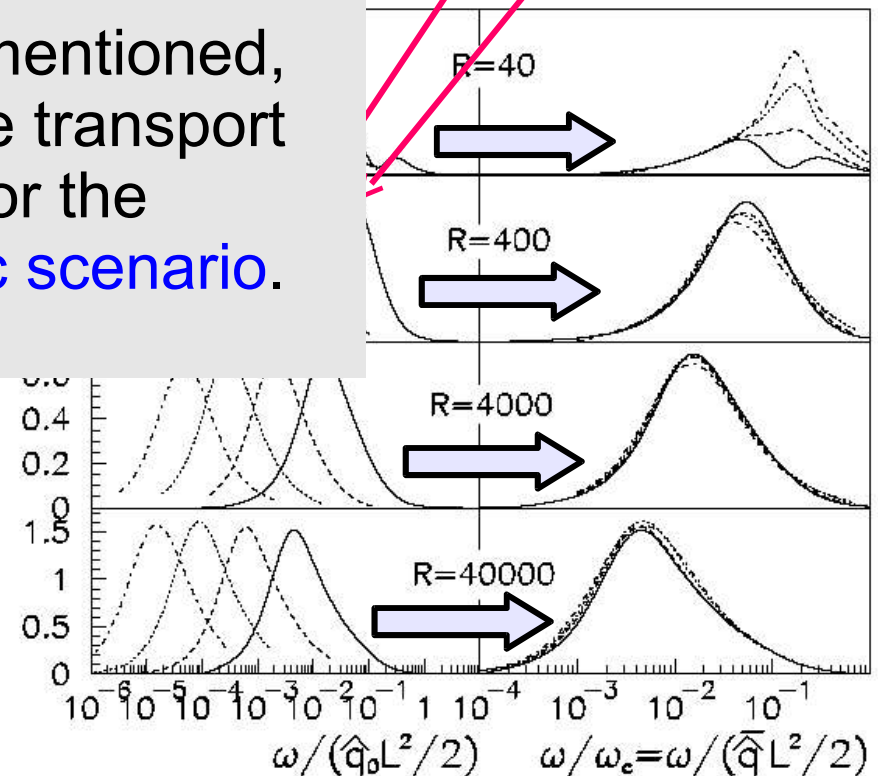 mentioned,
transport
or the
scenario.
R=40
R=400
R=4000
0.4
0.2
0
R=40000
1.5
1
0.5
0
10⁻⁶ 10⁻⁵ 10⁻⁴ 10⁻³ 10⁻² 10⁻¹ 1 10⁻⁴ 10⁻³ 10⁻² 10⁻¹
ω/(q̂₀L²/2) ω/ω_c=ω/(q̂̄L²/2)